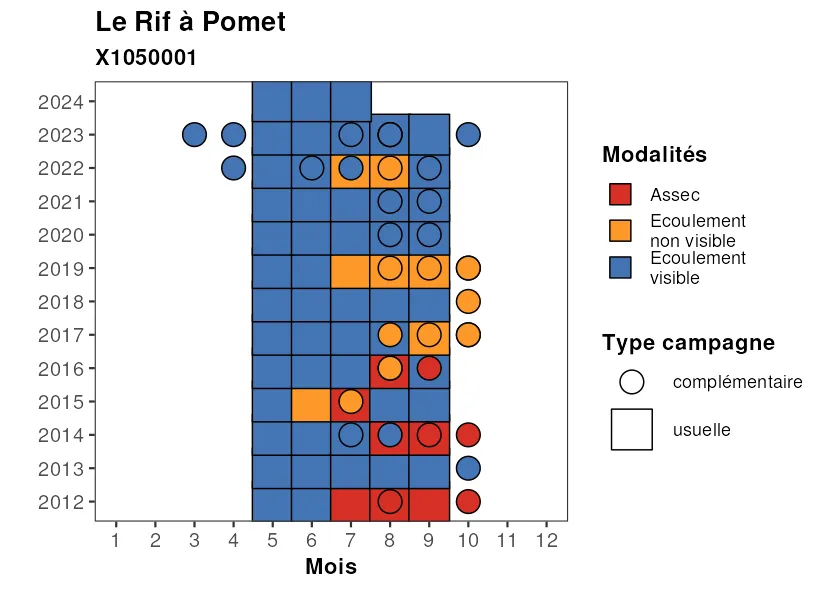 Le Rif à Pomet
X1050001
2024
2023
2022
2021
2020
2019
2018
2017
2016
2015
2014
2013
2012
1 2 3 4 5 6 7 8 9 10 11 12
Mois
Modalités
Assec
Ecoulement
non visible
Ecoulement
visible
Type campagne
complémentaire
usuelle